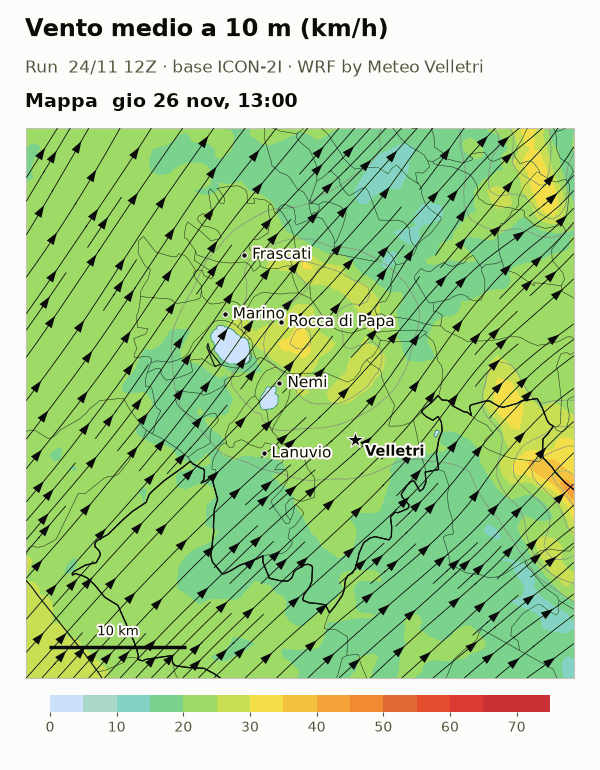 Vento medio a 10 m (km/h)
Run  24/11 12Z · base ICON-2I · WRF by Meteo Velletri
Mappa  gio 26 nov, 13:00
Frascati
Marino
Rocca di Papa
Nemi
Velletri
Lanuvio
10 km
0 10 20 30 40 50 60 70